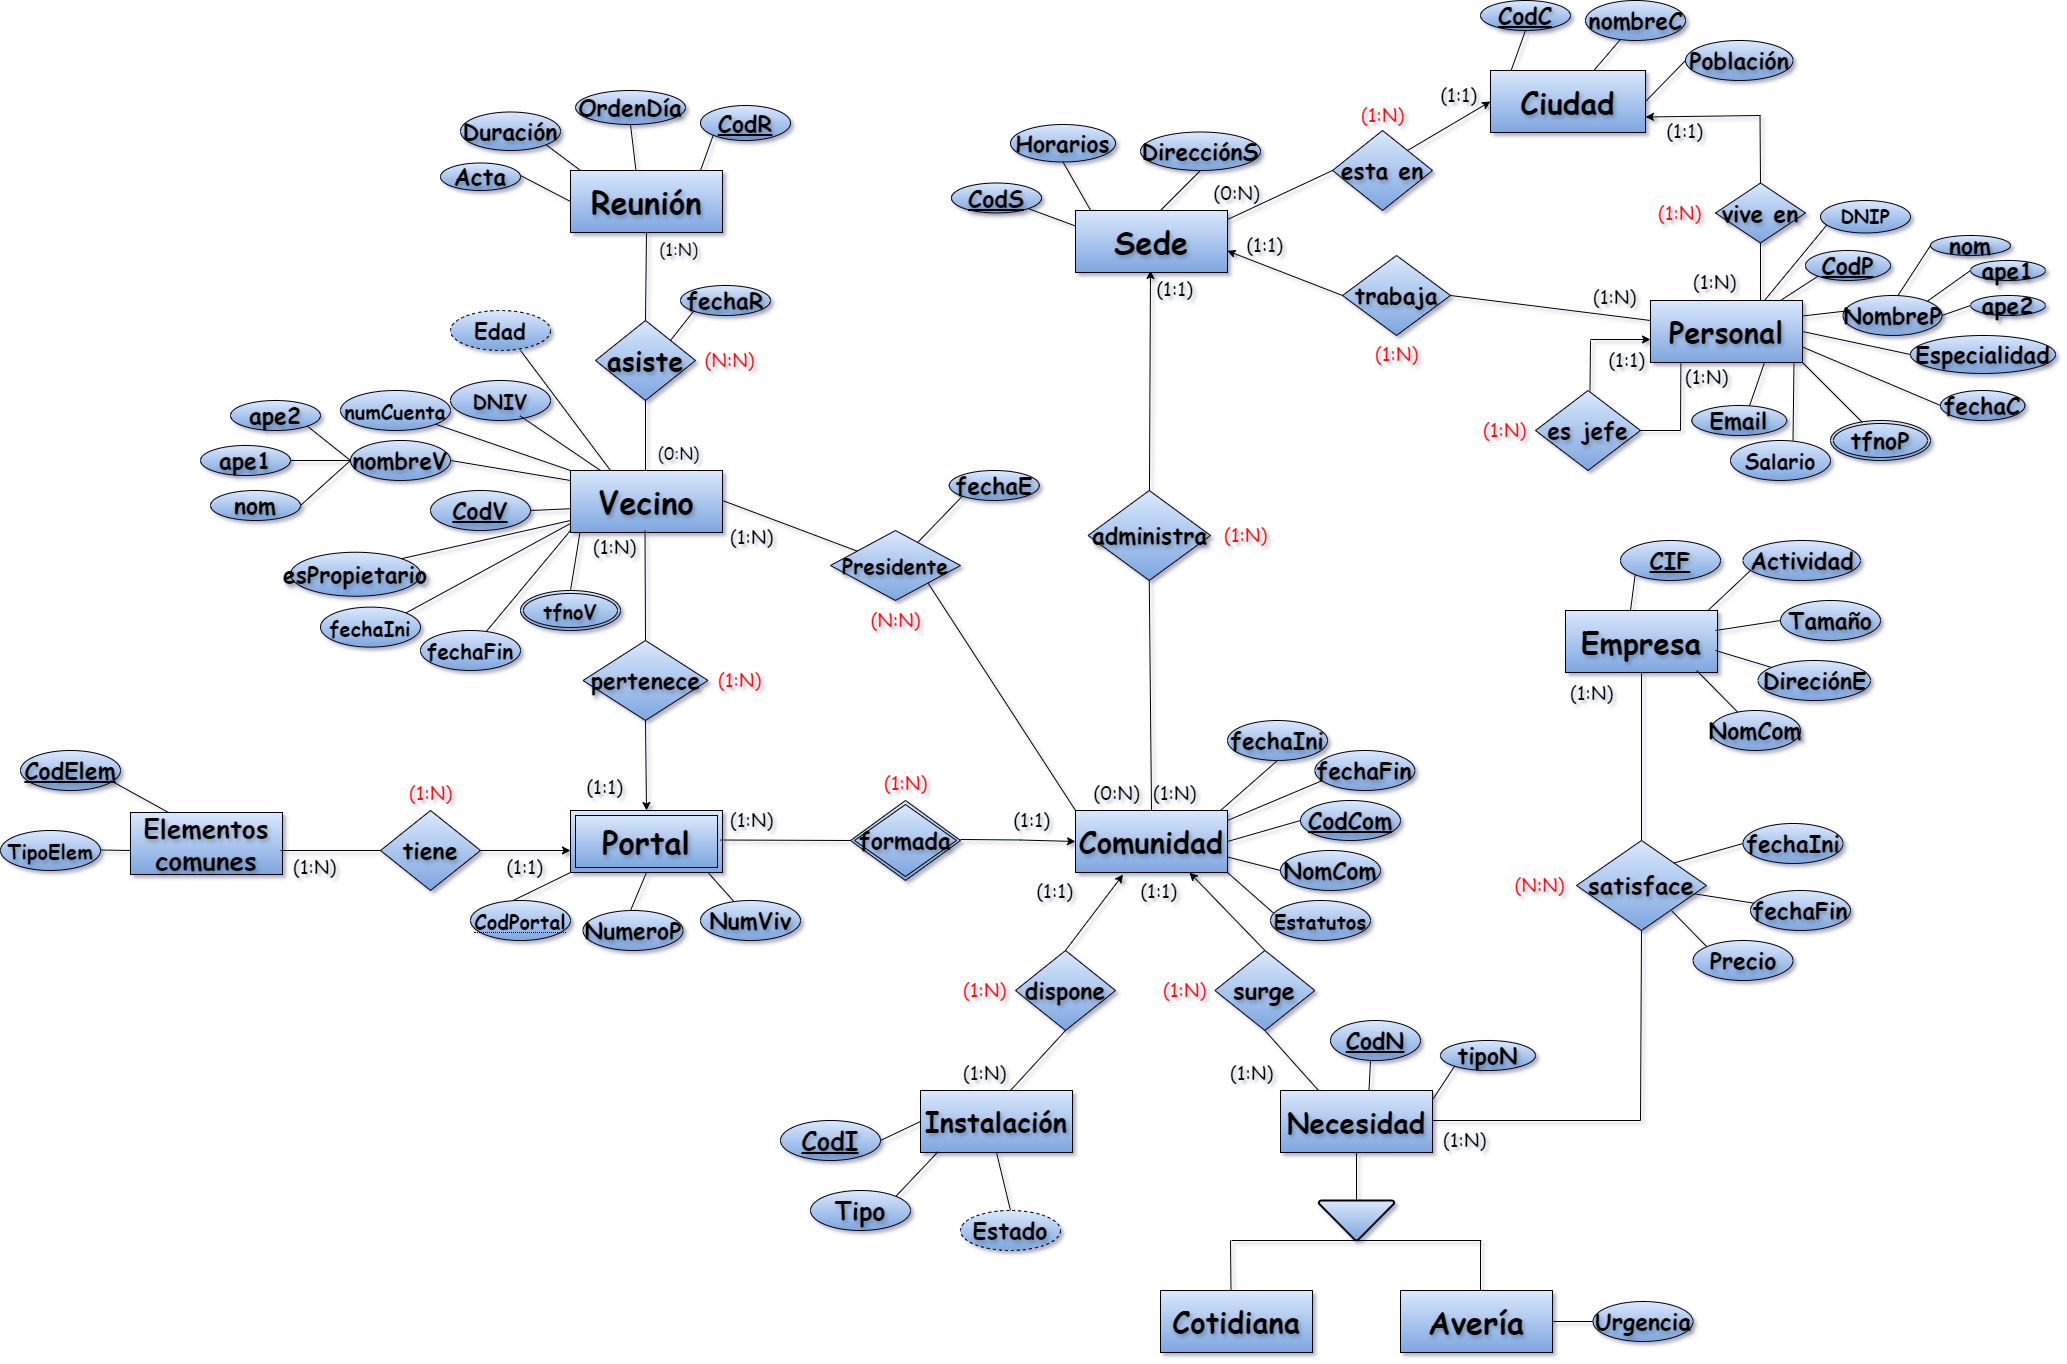 CodC
nombreC
Población
Ciudad
(1:1)
(1:1)
(1:N)
esta en
(0:N)
Horarios
DirecciónS
CodS
Sede
(1:1)
(1:1)
OrdenDía
Duración
CodR
Acta
Reunión
(1:N)
fechaR
asiste
(N:N)
(0:N)
vive en
(1:N)
(1:N)
DNIP
CodP
nom
ape1
ape2
NombreP
Personal
Especialidad
fechaC
tfnoP
Salario
Email
(1:N)
trabaja
(1:N)
(1:1)
(1:N)
es jefe
(1:N)
Edad
DNIV
numCuenta
ape2
ape1
nom
nombreV
CodV
Vecino
esPropietario
fechaIni
fechaFin
tfnoV
(1:N)
(1:N)
fechaE
Presidente
(N:N)
administra
(1:N)
pertenece
(1:N)
(1:1)
CIF
Actividad
Tamaño
DireciónE
NomCom
Empresa
(1:N)
CodElem
TipoElem
Elementos
comunes
(1:N)
tiene
(1:N)
(1:1)
Portal
CodPortal
NumeroP
NumViv
(1:N)
formada
(1:N)
(1:1)
(0:N)
(1:N)
Comunidad
fechaIni
fechaFin
CodCom
NomCom
Estatutos
(1:1)
(1:1)
satisface
(N:N)
fechaIni
fechaFin
Precio
dispone
(1:N)
(1:N)
surge
(1:N)
(1:N)
CodN
tipoN
Instalación
CodI
Tipo
Estado
Necesidad
(1:N)
Cotidiana
Avería
Urgencia